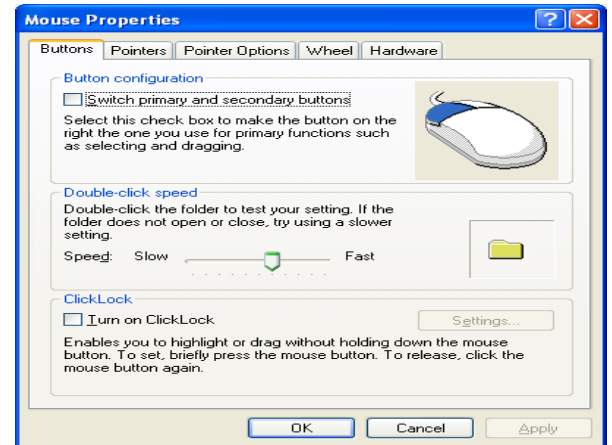 Mouse Properties
Buttons Pointers Pointer Options Wheel Hardware
Button configuration
Switch primary and secondary buttons
Select this check box to make the button on the
right the one you use for primary functions such
as selecting and dragging.
Double-click speed
Double-click the folder to test your setting. If the
folder does not open or close, try using a slower
setting.
Speed: Slow Fast
ClickLock
Turn on ClickLock Settings...
Enables you to highlight or drag without holding down the mouse
button. To set, briefly press the mouse button. To release, click the
mouse button again.
OK Cancel Apply